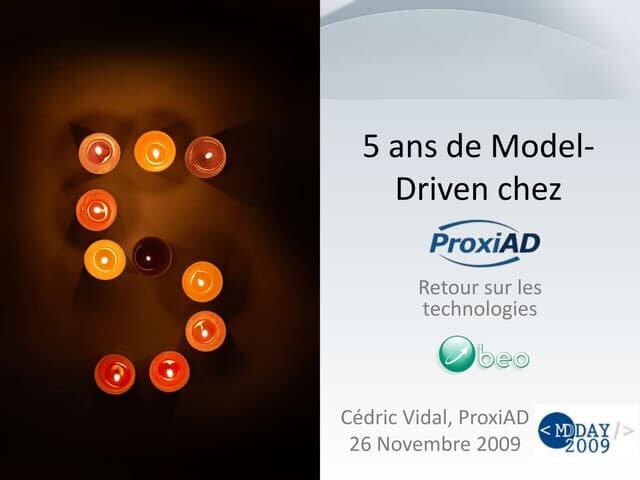 5 ans de Model-
Driven chez
ProxiAD
Retour sur les
technologies
beo
Cédric Vidal, ProxiAD
26 Novembre 2009
<MDDAY/>
2009